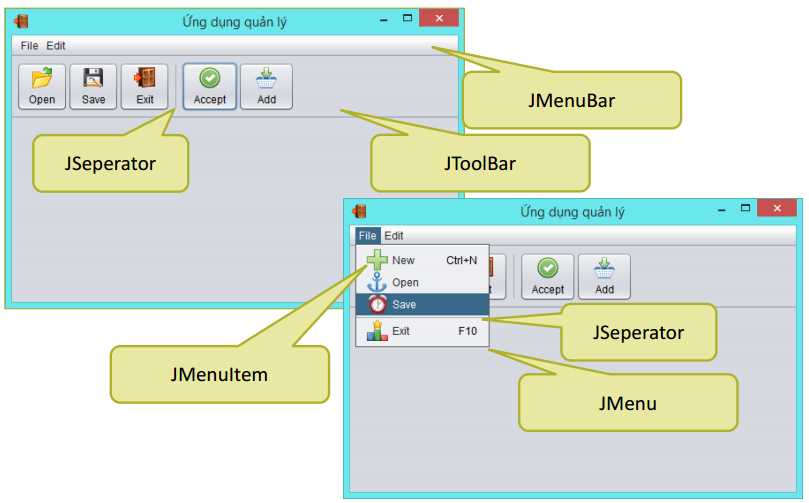 Ứng dụng quản lý
File Edit
Open Save Exit Accept Add
JMenuBar
JSeperator
JToolBar
Ứng dụng quản lý
File Edit
New Ctrl+N
Open
Save
Exit F10
t Accept Add
JSeperator
JMenuItem
JMenu